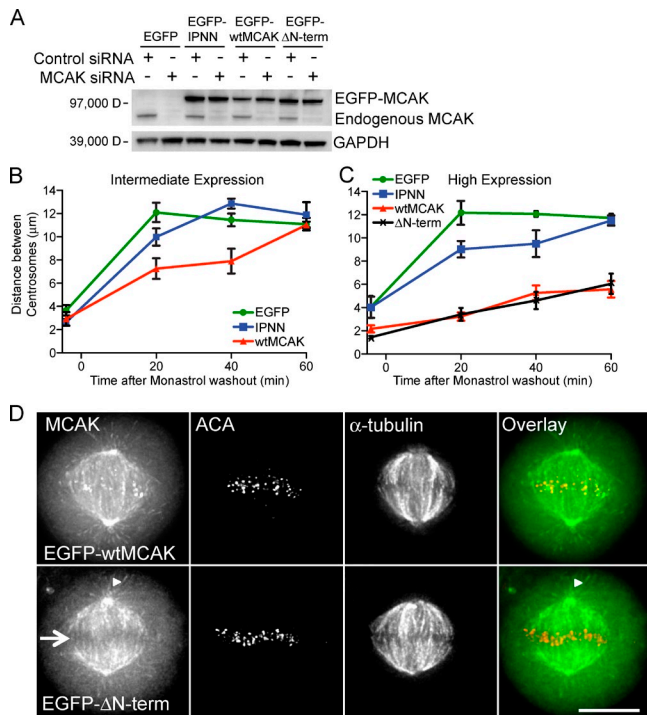 A
EGFP EGFP-IPNN EGFP-wtMCAK EGFP-ΔN-term
Control siRNA + - + - + - + -
MCAK siRNA - + - + - + - +
97,000 D- EGFP-MCAK
Endogenous MCAK
39,000 D- GAPDH
B Intermediate Expression
Distance between Centrosomes (μm)
14
12
10
8
6
4
2
0
0 20 40 60
Time after Monastrol washout (min)
EGFP
IPNN
wtMCAK
C High Expression
EGFP
IPNN
wtMCAK
ΔN-term
14
12
10
8
6
4
2
0
0 20 40 60
Time after Monastrol washout (min)
D
MCAK ACA α-tubulin Overlay
EGFP-wtMCAK
EGFP-ΔN-term